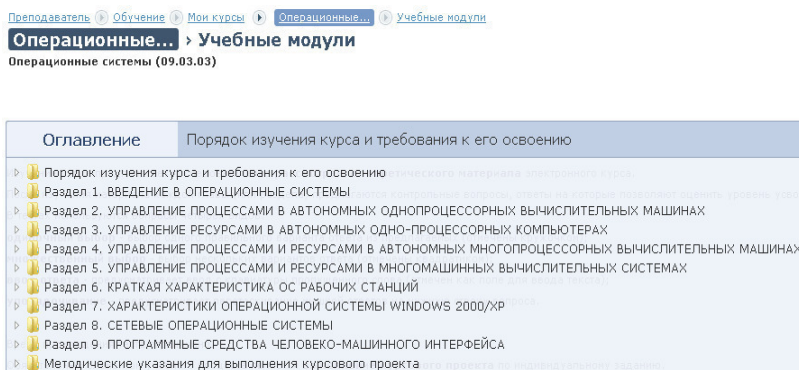 Преподаватель Обучение Мои курсы Операционные... Учебные модули
Операционные... › Учебные модули
Операционные системы (09.03.03)
Оглавление Порядок изучения курса и требования к его освоению
Порядок изучения курса и требования к его освоению
Раздел 1. ВВЕДЕНИЕ В ОПЕРАЦИОННЫЕ СИСТЕМЫ
Раздел 2. УПРАВЛЕНИЕ ПРОЦЕССАМИ В АВТОНОМНЫХ ОДНОПРОЦЕССОРНЫХ ВЫЧИСЛИТЕЛЬНЫХ МАШИНАХ
Раздел 3. УПРАВЛЕНИЕ РЕСУРСАМИ В АВТОНОМНЫХ ОДНО-ПРОЦЕССОРНЫХ КОМПЬЮТЕРАХ
Раздел 4. УПРАВЛЕНИЕ ПРОЦЕССАМИ И РЕСУРСАМИ В АВТОНОМНЫХ МНОГОПРОЦЕССОРНЫХ ВЫЧИСЛИТЕЛЬНЫХ МАШИНАХ
Раздел 5. УПРАВЛЕНИЕ ПРОЦЕССАМИ И РЕСУРСАМИ В МНОГОМАШИННЫХ ВЫЧИСЛИТЕЛЬНЫХ СИСТЕМАХ
Раздел 6. КРАТКАЯ ХАРАКТЕРИСТИКА ОС РАБОЧИХ СТАНЦИЙ
Раздел 7. ХАРАКТЕРИСТИКИ ОПЕРАЦИОННОЙ СИСТЕМЫ WINDOWS 2000/XP
Раздел 8. СЕТЕВЫЕ ОПЕРАЦИОННЫЕ СИСТЕМЫ
Раздел 9. ПРОГРАММНЫЕ СРЕДСТВА ЧЕЛОВЕКО-МАШИННОГО ИНТЕРФЕЙСА
Методические указания для выполнения курсового проекта